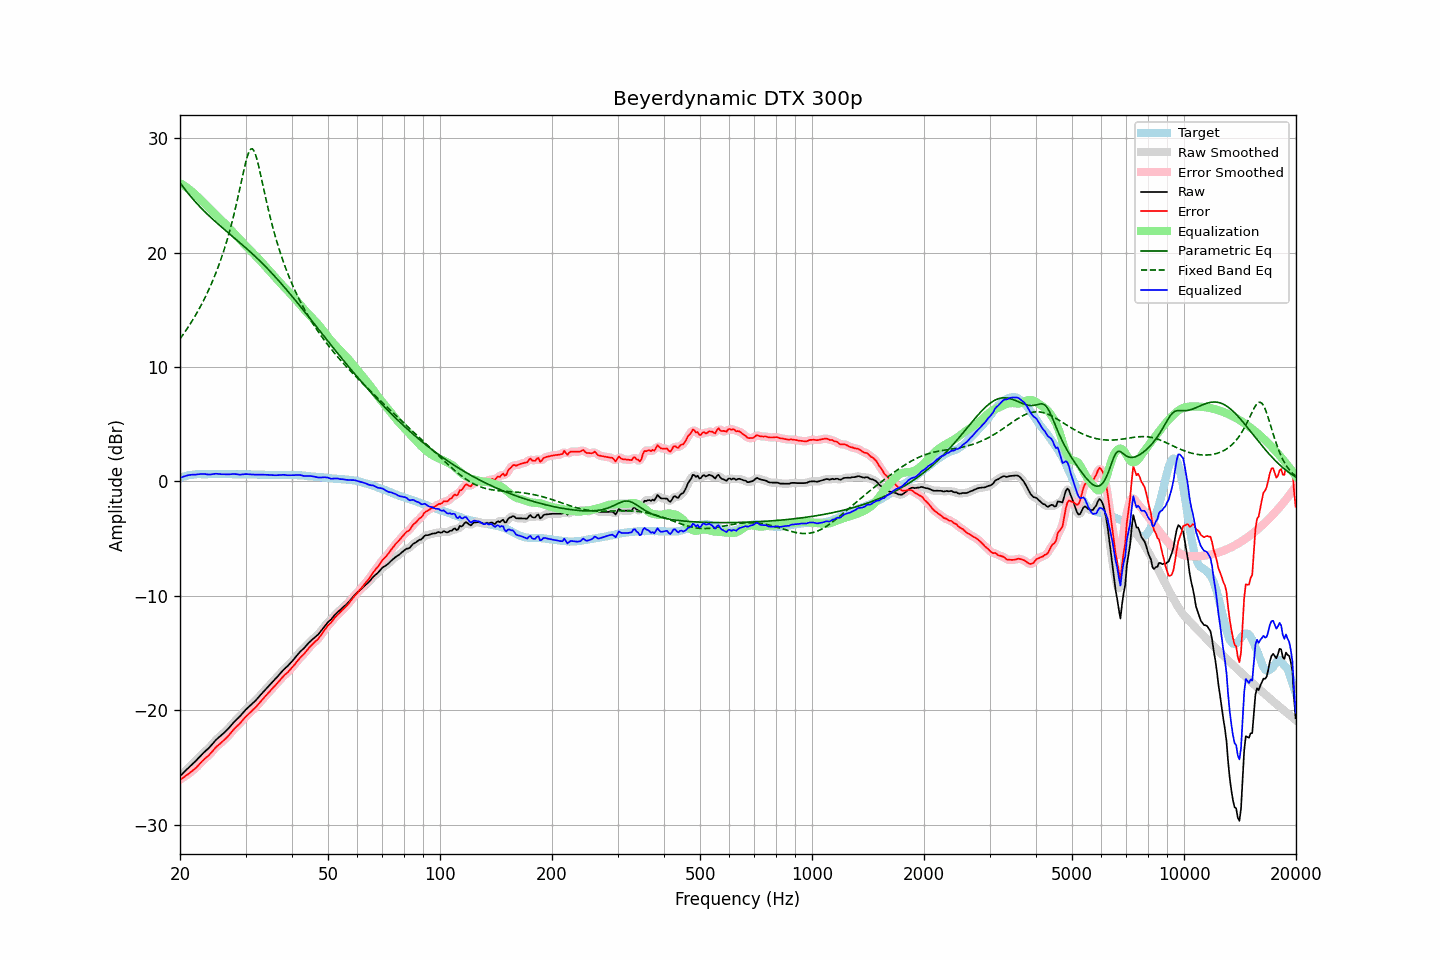 Beyerdynamic DTX 300p
Target
Raw Smoothed
Error Smoothed
Raw
Error
Equalization
Parametric Eq
Fixed Band Eq
Equalized
Amplitude (dBr)
30
20
10
0
−10
−20
−30
20
50
100
200
500
1000
2000
5000
10000
20000
Frequency (Hz)